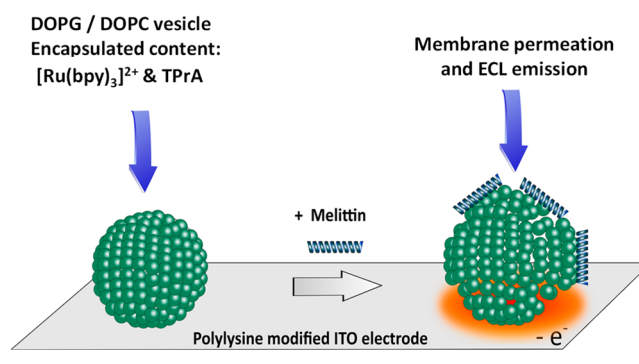 DOPG / DOPC vesicle
Encapsulated content:
[Ru(bpy)₃]²⁺ & TPrA
Membrane permeation
and ECL emission
+ Melittin
Polylysine modified ITO electrode
- e⁻